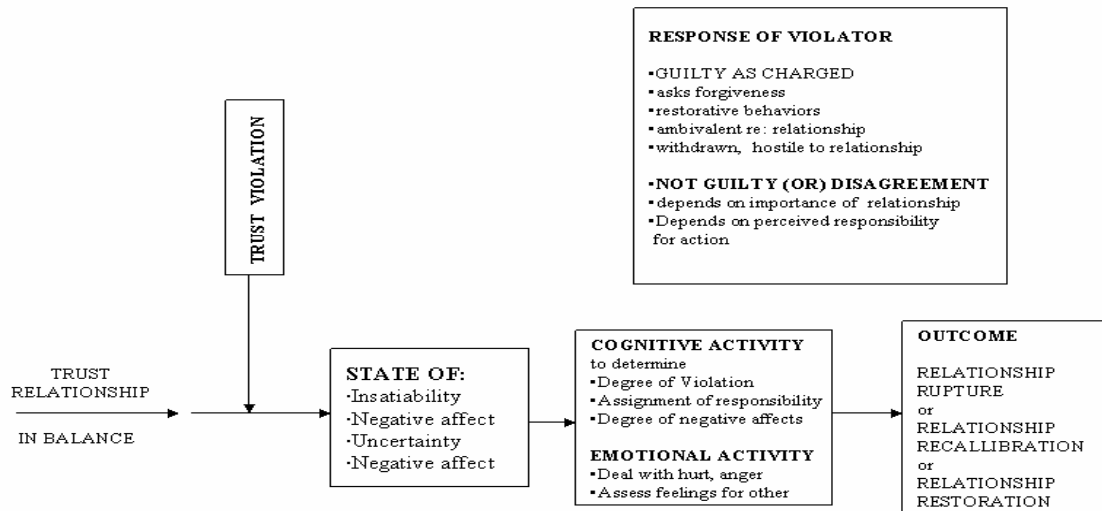 RESPONSE OF VIOLATOR
▪GUILTY AS CHARGED
▪asks forgiveness
▪restorative behaviors
▪ambivalent re: relationship
▪withdrawn, hostile to relationship
▪NOT GUILTY (OR) DISAGREEMENT
▪depends on importance of relationship
▪Depends on perceived responsibility
for action
TRUST VIOLATION
TRUST
RELATIONSHIP
IN BALANCE
STATE OF:
·Insatiability
·Negative affect
·Uncertainty
·Negative affect
COGNITIVE ACTIVITY
to determine
▪Degree of Violation
▪Assignment of responsibility
▪Degree of negative affects
EMOTIONAL ACTIVITY
▪Deal with hurt, anger
▪Assess feelings for other
OUTCOME
RELATIONSHIP
RUPTURE
or
RELATIONSHIP
RECALLIBRATION
or
RELATIONSHIP
RESTORATION